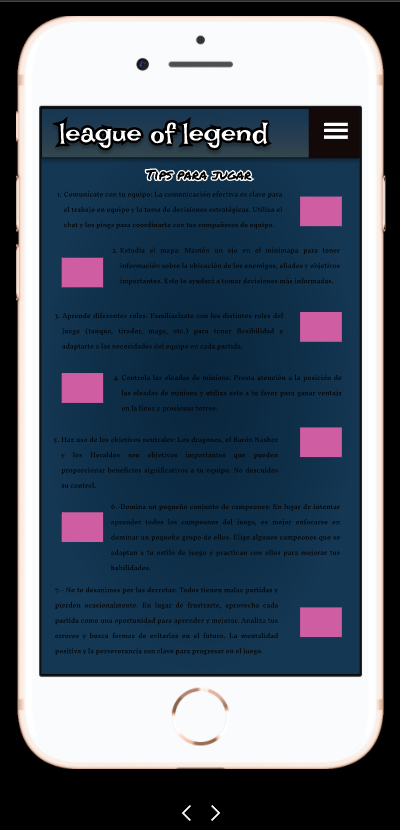 league of legend
Tips para jugar
1. Comunícate con tu equipo: La comunicación efectiva es clave para
el trabajo en equipo y la toma de decisiones estratégicas. Utiliza el
chat y los pings para coordinarte con tus compañeros de equipo.
2. Estudia el mapa: Mantén un ojo en el minimapa para tener
información sobre la ubicación de los enemigos, aliados y objetivos
importantes. Esto te ayudará a tomar decisiones más informadas.
3. Aprende diferentes roles: Familiarízate con los distintos roles del
juego (tanque, tirador, mago, etc.) para tener flexibilidad y
adaptarte a las necesidades del equipo en cada partida.
4. Controla las oleadas de minions: Presta atención a la posición de
las oleadas de minions y utiliza esto a tu favor para ganar ventaja
en la línea y presionar torres.
5. Haz uso de los objetivos neutrales: Los dragones, el Barón Nashor
y los Heraldos son objetivos importantes que pueden
proporcionar beneficios significativos a tu equipo. No descuides
su control.
6.-Domina un pequeño conjunto de campeones: En lugar de intentar
aprender todos los campeones del juego, es mejor enfocarse en
dominar un pequeño grupo de ellos. Elige algunos campeones que se
adaptan a tu estilo de juego y practican con ellos para mejorar tus
habilidades.
7.- No te desanimes por las derrotas: Todos tienen malas partidas y
pierden ocasionalmente. En lugar de frustrarte, aprovecha cada
partida como una oportunidad para aprender y mejorar. Analiza tus
errores y busca formas de evitarlos en el futuro. La mentalidad
positiva y la perseverancia son clave para progresar en el juego